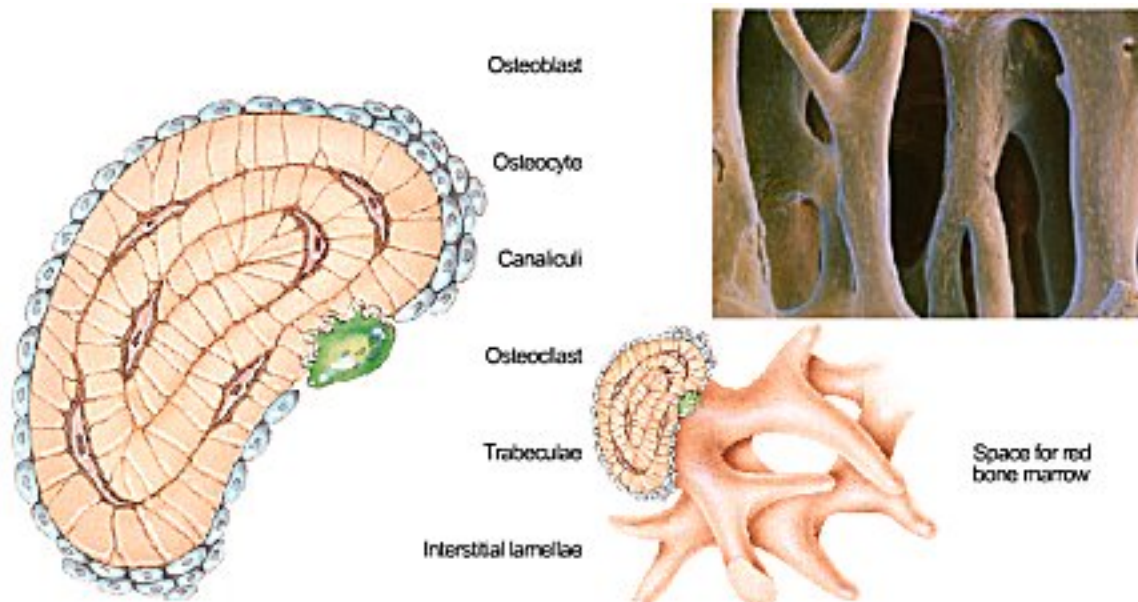 Osteoblast
Osteocyte
Canaliculi
Osteoclast
Trabeculae
Interstitial lamellae
Space for red
bone marrow